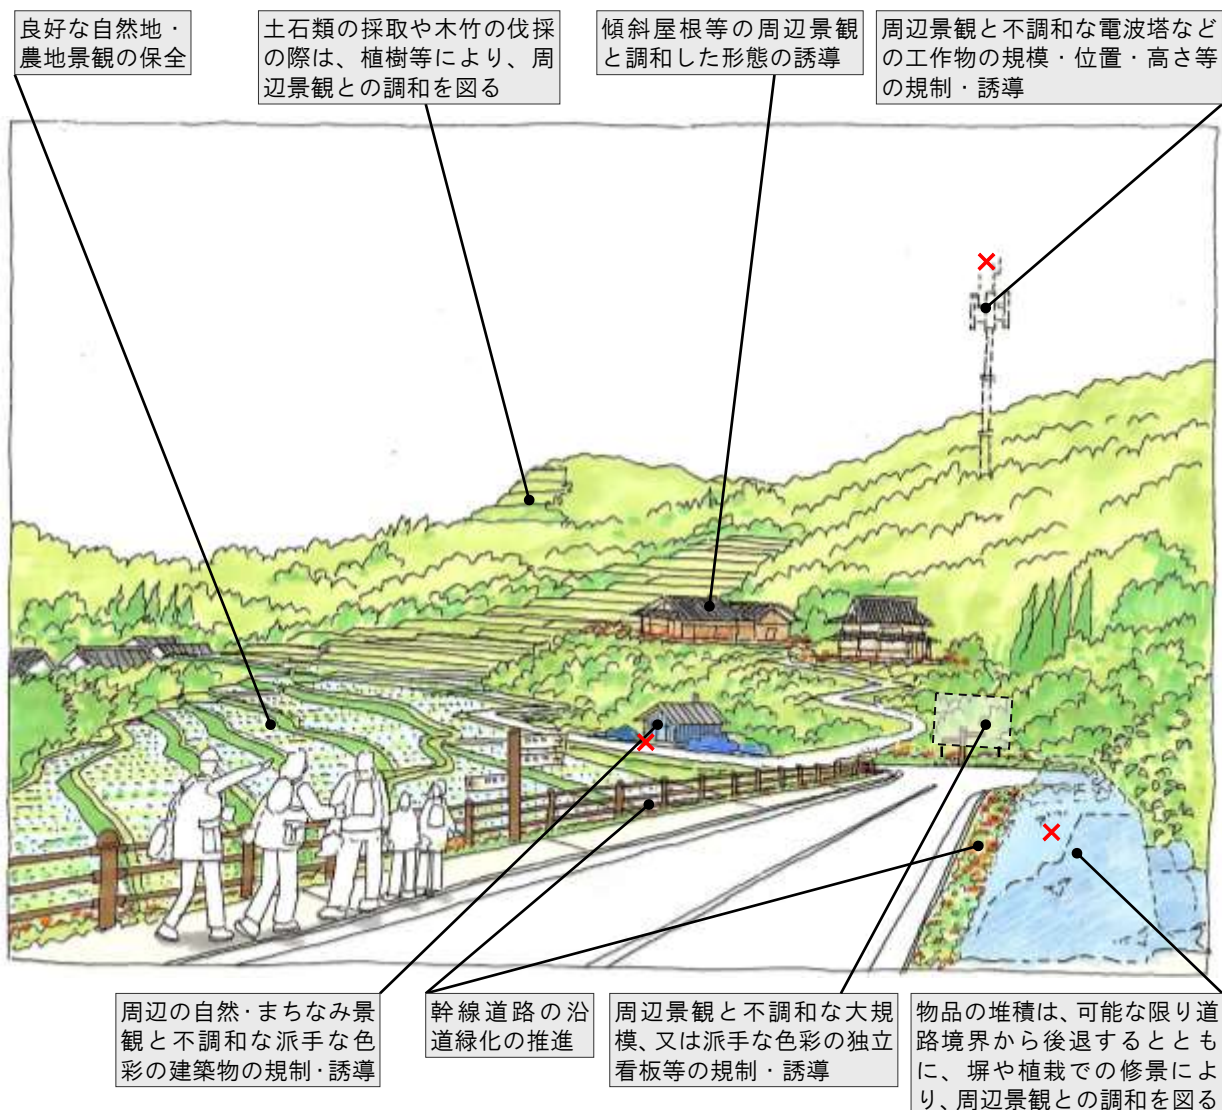 良好な自然地・
農地景観の保全
土石類の採取や木竹の伐採
の際は、植樹等により、周
辺景観との調和を図る
傾斜屋根等の周辺景観
と調和した形態の誘導
周辺景観と不調和な電波塔など
の工作物の規模・位置・高さ等
の規制・誘導
周辺の自然・まちなみ景
観と不調和な派手な色
彩の建築物の規制・誘導
幹線道路の沿
道緑化の推進
周辺景観と不調和な大規
模、又は派手な色彩の独立
看板等の規制・誘導
物品の堆積は、可能な限り道
路境界から後退するととも
に、塀や植栽での修景によ
り、周辺景観との調和を図る